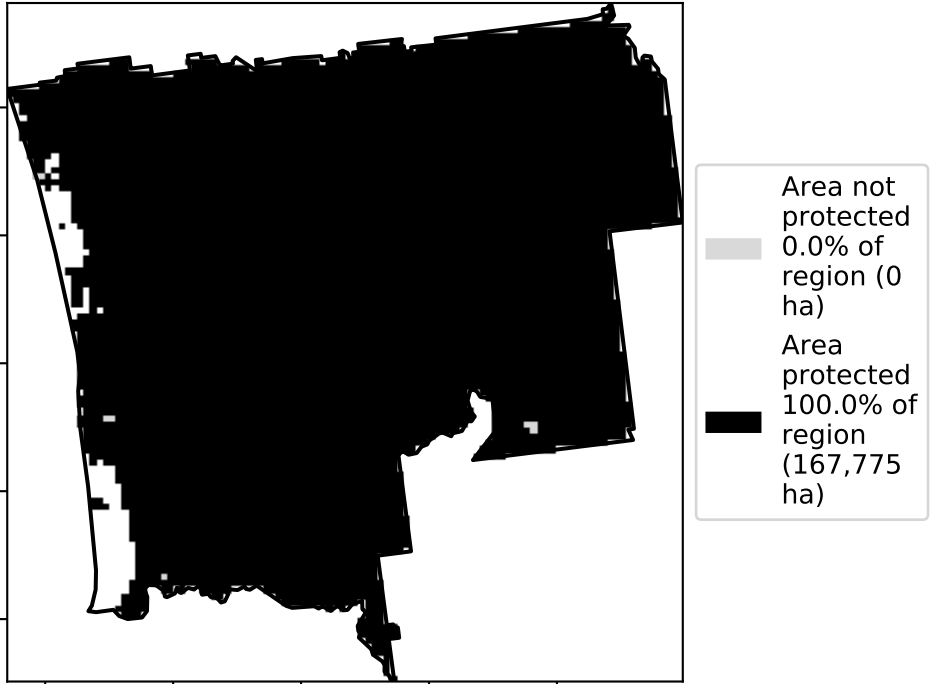 Area not
protected
0.0% of
region (0
ha)
Area
protected
100.0% of
region
(167,775
ha)